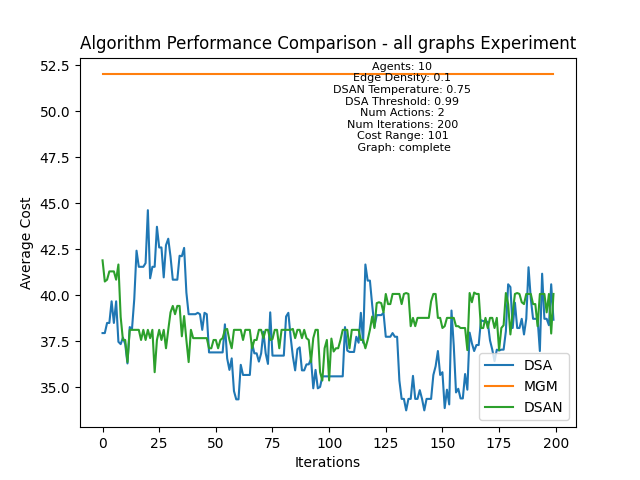 Algorithm Performance Comparison - all graphs Experiment
52.5
50.0
47.5
45.0
42.5
40.0
37.5
35.0
Average Cost
Agents: 10
Edge Density: 0.1
DSAN Temperature: 0.75
DSA Threshold: 0.99
Num Actions: 2
Num Iterations: 200
Cost Range: 101
Graph: complete
DSA
MGM
DSAN
0 25 50 75 100 125 150 175 200
Iterations